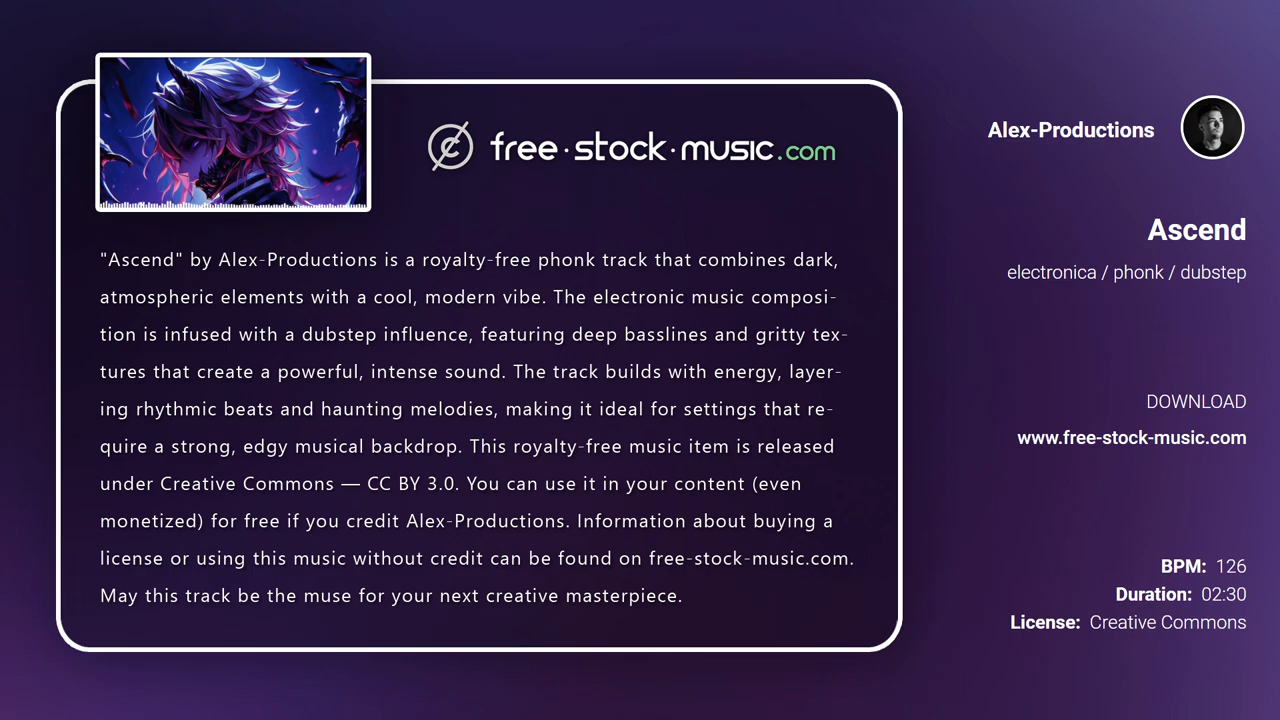 free·stock·music.com
"Ascend" by Alex-Productions is a royalty-free phonk track that combines dark,
atmospheric elements with a cool, modern vibe. The electronic music composi-
tion is infused with a dubstep influence, featuring deep basslines and gritty tex-
tures that create a powerful, intense sound. The track builds with energy, layer-
ing rhythmic beats and haunting melodies, making it ideal for settings that re-
quire a strong, edgy musical backdrop. This royalty-free music item is released
under Creative Commons — CC BY 3.0. You can use it in your content (even
monetized) for free if you credit Alex-Productions. Information about buying a
license or using this music without credit can be found on free-stock-music.com.
May this track be the muse for your next creative masterpiece.
Alex-Productions
Ascend
electronica / phonk / dubstep
DOWNLOAD
www.free-stock-music.com
BPM: 126
Duration: 02:30
License: Creative Commons